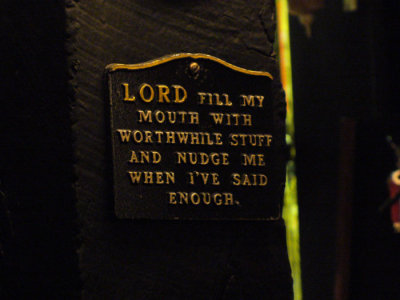 LORD FILL MY
MOUTH WITH
WORTHWHILE STUFF
AND NUDGE ME
WHEN I'VE SAID
ENOUGH.